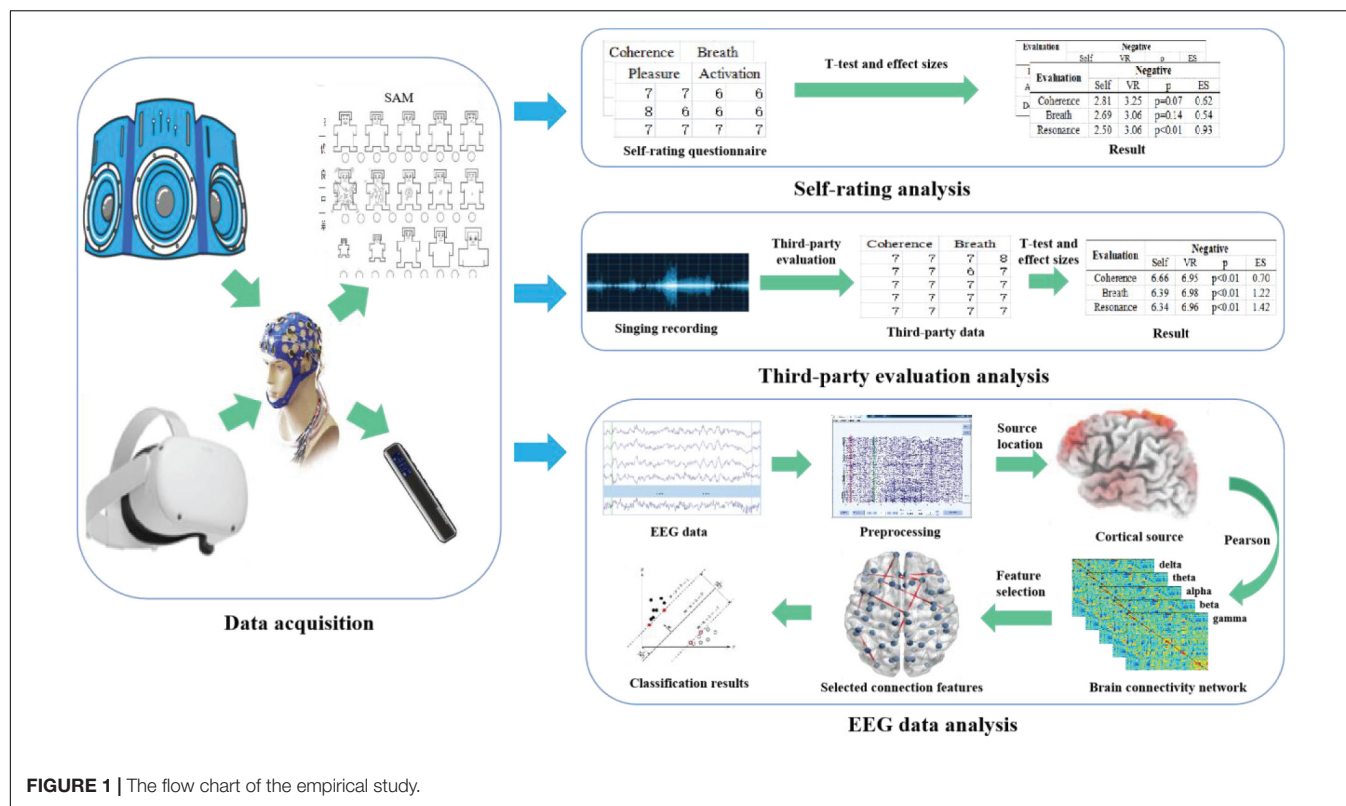 SAM
Data acquisition
Coherence Breath
Pleasure Activation
7 7 6 6
8 6 6 6
7 7 7 7
Self-rating questionnaire
T-test and effect sizes
Evaluation Negative
Self VR p ES
Evaluation Negative
Self VR p ES
Coherence 2.81 3.25 p=0.07 0.62
Breath 2.69 3.06 p=0.14 0.54
Resonance 2.50 3.06 p<0.01 0.93
Result
Self-rating analysis
Singing recording
Third-party
evaluation
Coherence Breath
7 7 7 8
7 7 6 7
7 7 7 7
7 7 7 7
7 7 7 7
Third-party data
T-test and
effect sizes
Evaluation Negative
Self VR p ES
Coherence 6.66 6.95 p<0.01 0.70
Breath 6.39 6.98 p<0.01 1.22
Resonance 6.34 6.96 p<0.01 1.42
Result
Third-party evaluation analysis
EEG data
Preprocessing
Source
location
Cortical source
Pearson
delta
theta
alpha
beta
gamma
Brain connectivity network
Feature
selection
Selected connection features
Classification results
EEG data analysis
FIGURE 1 | The flow chart of the empirical study.